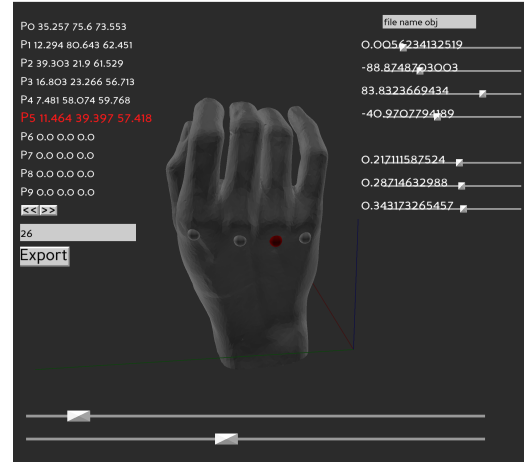 P0 35.257 75.6 73.553
P1 12.294 80.643 62.451
P2 39.303 21.9 61.529
P3 16.803 23.266 56.713
P4 7.481 58.074 59.768
P5 11.464 39.397 57.418
P6 0.0 0.0 0.0
P7 0.0 0.0 0.0
P8 0.0 0.0 0.0
P9 0.0 0.0 0.0
<< >>
26
Export
file name obj
0.0056234132519
-88.8748703003
83.8323669434
-40.9707794189
0.217111587524
0.28714632988
0.343173265457